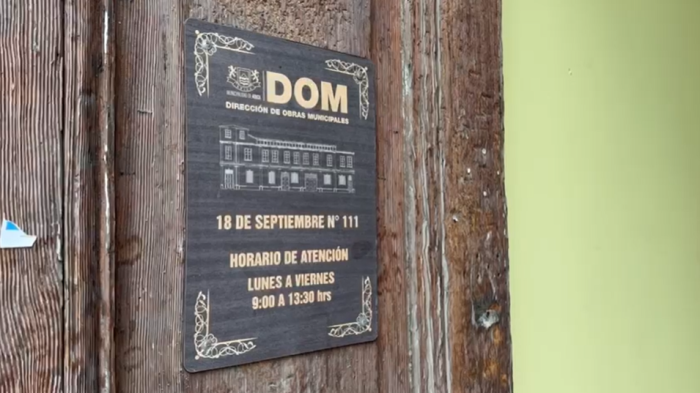 DOM
DIRECCIÓN DE OBRAS MUNICIPALES
18 DE SEPTIEMBRE N° 111
HORARIO DE ATENCIÓN
LUNES A VIERNES
9:00 A 13:30 hrs